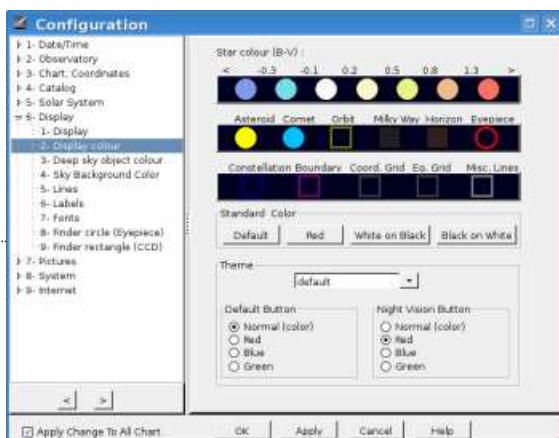 Configuration
1- Date/Time
2- Observatory
3- Chart, Coordinates
4- Catalog
5- Solar System
6- Display
1- Display
2- Display colour
3- Deep sky object colour
4- Sky Background Color
5- Lines
6- Labels
7- Fonts
8- Finder circle (Eyepiece)
9- Finder rectangle (CCD)
7- Pictures
8- System
9- Internet
< >
Star colour (B-V) :
< -0.3 -0.1 0.2 0.5 0.8 1.3 >
Asteroid Comet Orbit Milky Way Horizon Eyepiece
Constellation Boundary Coord. Grid Eq. Grid Misc. Lines
Standard Color
Default Red White on Black Black on White
Theme
default
Default Button
Normal (color)
Red
Blue
Green
Night Vision Button
Normal (color)
Red
Blue
Green
Apply Change To All Chart
OK Apply Cancel Help